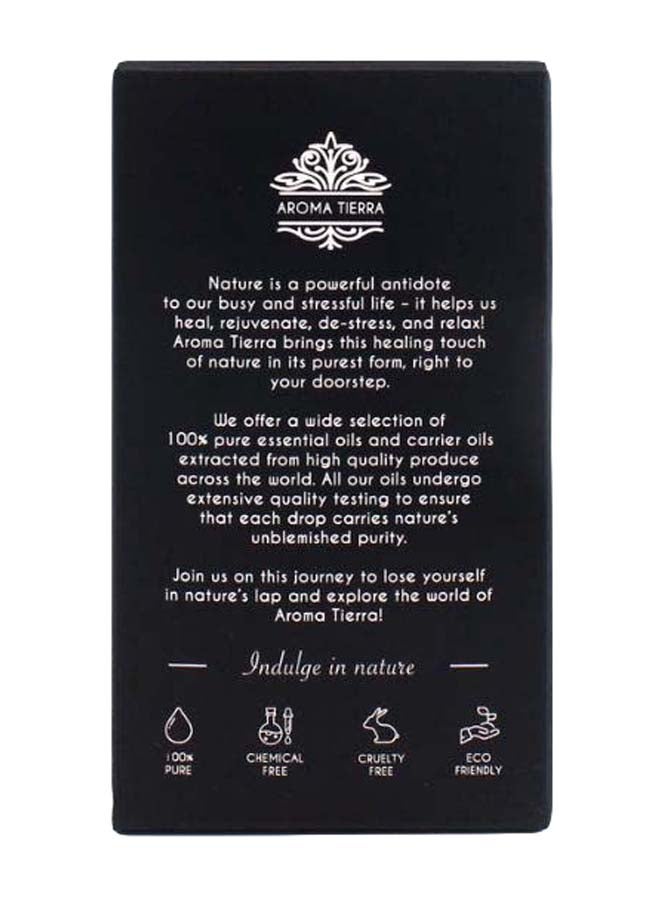 AROMA TIERRA
Nature is a powerful antidote
to our busy and stressful life - it helps us
heal, rejuvenate, de-stress, and relax!
Aroma Tierra brings this healing touch
of nature in its purest form, right to
your doorstep.
We offer a wide selection of
100% pure essential oils and carrier oils
extracted from high quality produce
across the world. All our oils undergo
extensive quality testing to ensure
that each drop carries nature's
unblemished purity.
Join us on this journey to lose yourself
in nature's lap and explore the world of
Aroma Tierra!
Indulge in nature
100%
PURE
CHEMICAL
FREE
CRUELTY
FREE
ECO
FRIENDLY